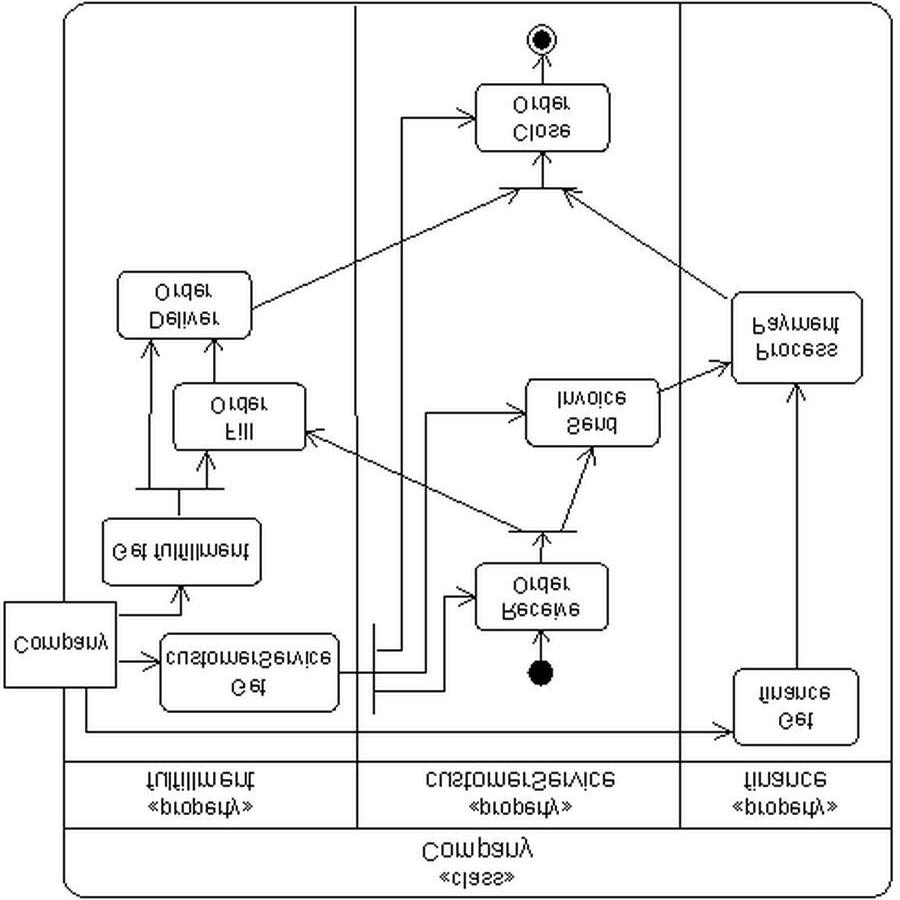 «class»
Company
«property»
fulfillment
«property»
customerService
«property»
finance
Get
finance
Get
customerService
Company
Receive
Order
Get fulfillment
Fill
Order
Send
Invoice
Process
Payment
Deliver
Order
Close
Order